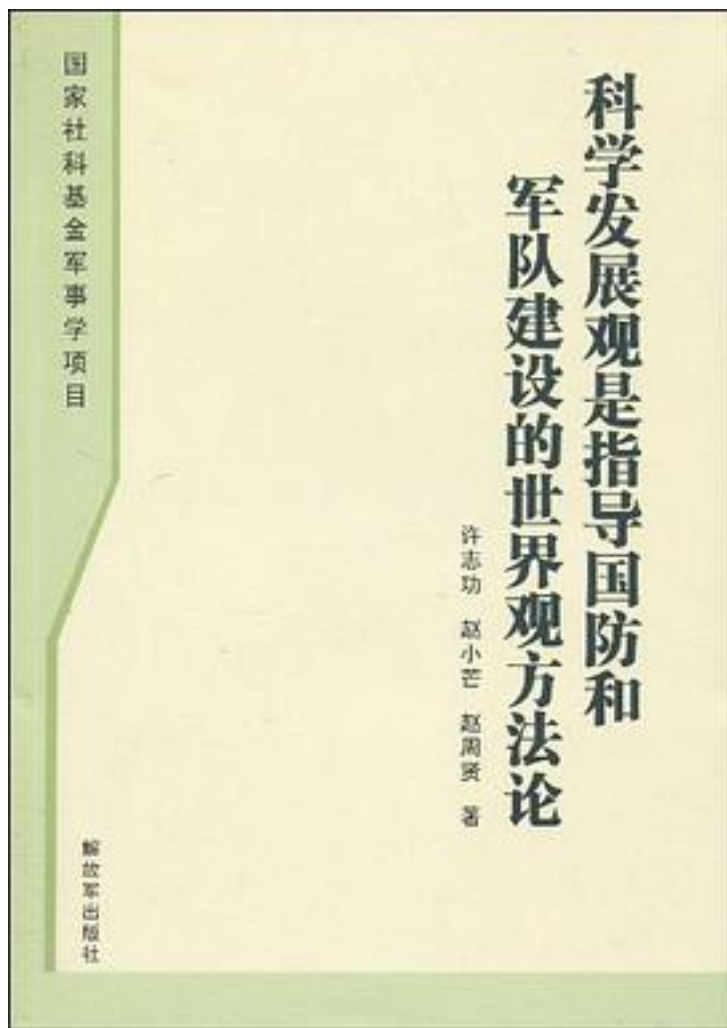 科学发展观是指导国防和
军队建设的世界观方法论
许志功 赵小芒 赵周贤 著
国家社科基金军事学项目
解放军出版社